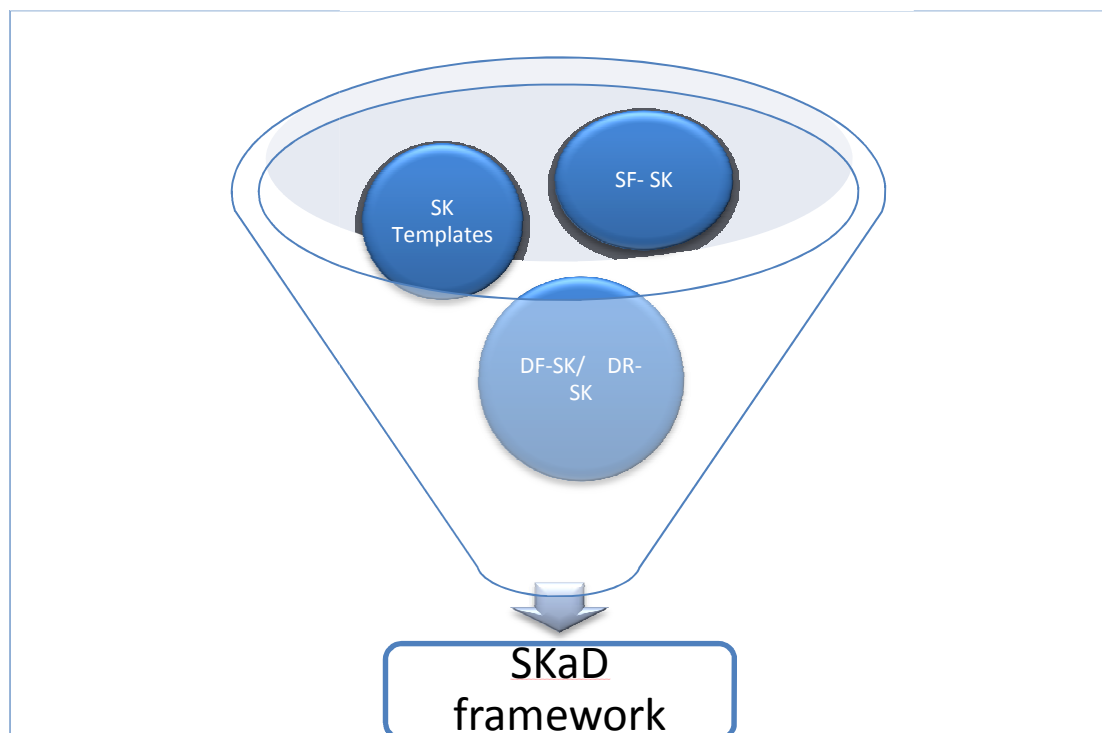 SF- SK
SK
Templates
DF-SK/ DR-
SK
SKaD
framework